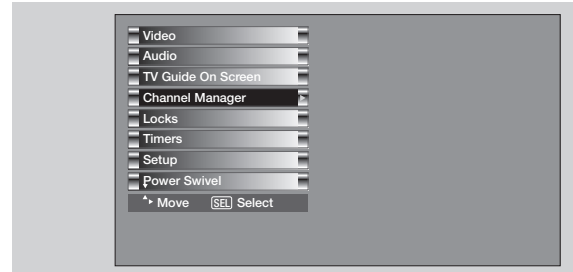 Video
Audio
TV Guide On Screen
Channel Manager
Locks
Timers
Setup
Power Swivel
Move SEL Select